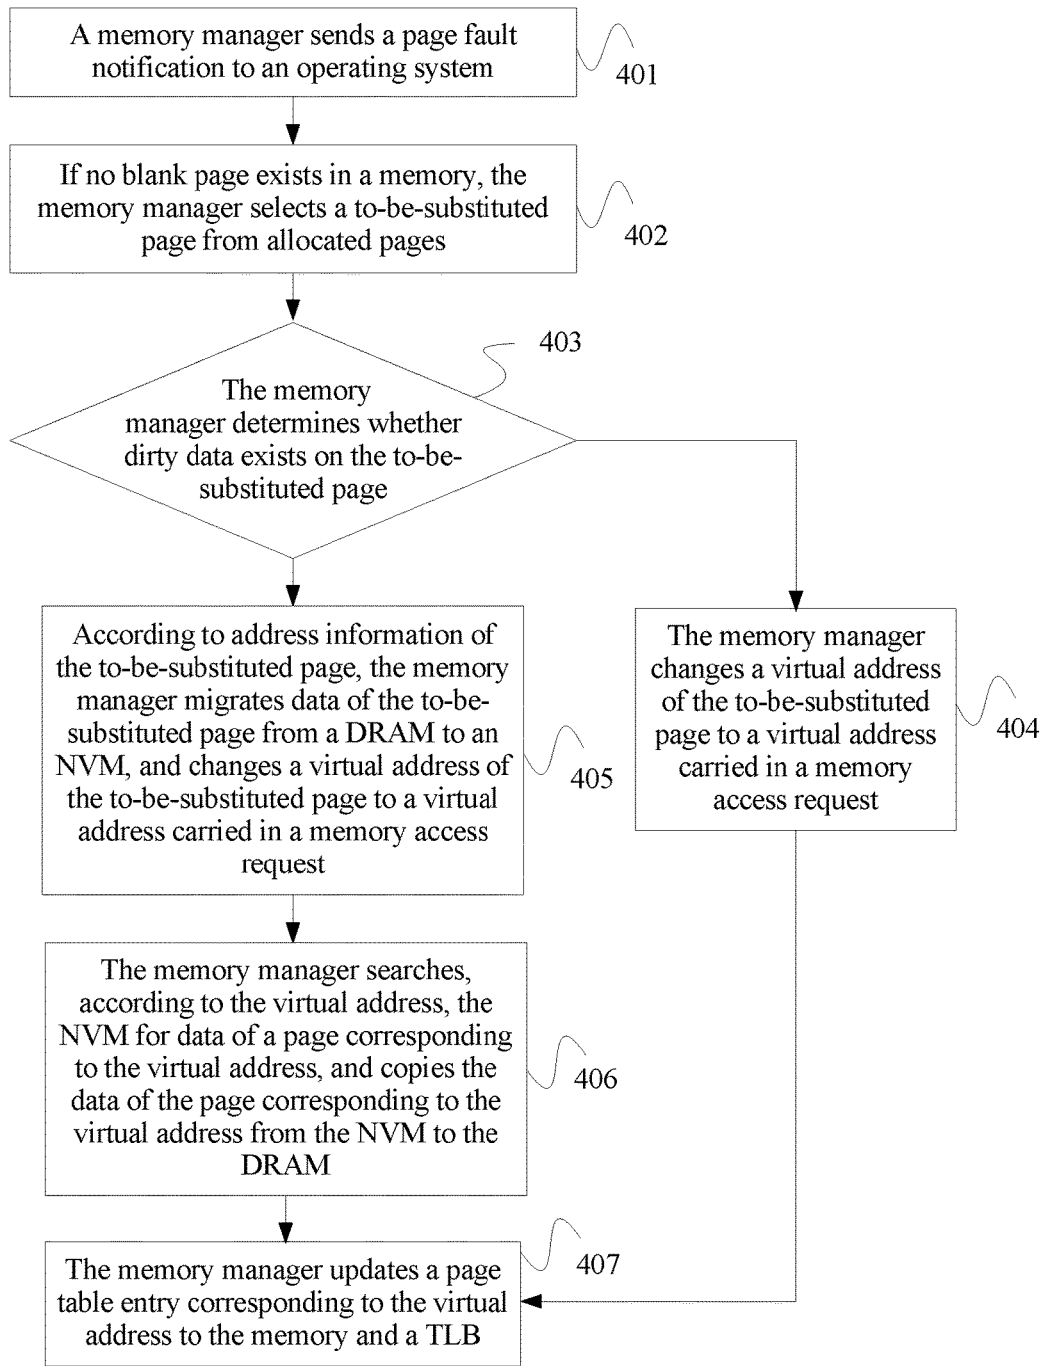 A memory manager sends a page fault
notification to an operating system
401
If no blank page exists in a memory, the
memory manager selects a to-be-substituted
page from allocated pages
402
403
The memory
manager determines whether
dirty data exists on the to-be-
substituted page
According to address information of
the to-be-substituted page, the memory
manager migrates data of the to-be-
substituted page from a DRAM to an
NVM, and changes a virtual address of
the to-be-substituted page to a virtual
address carried in a memory access
request
405
The memory manager
changes a virtual address
of the to-be-substituted
page to a virtual address
carried in a memory
access request
404
The memory manager searches,
according to the virtual address, the
NVM for data of a page corresponding
to the virtual address, and copies the
data of the page corresponding to the
virtual address from the NVM to the
DRAM
406
The memory manager updates a page
table entry corresponding to the virtual
address to the memory and a TLB
407